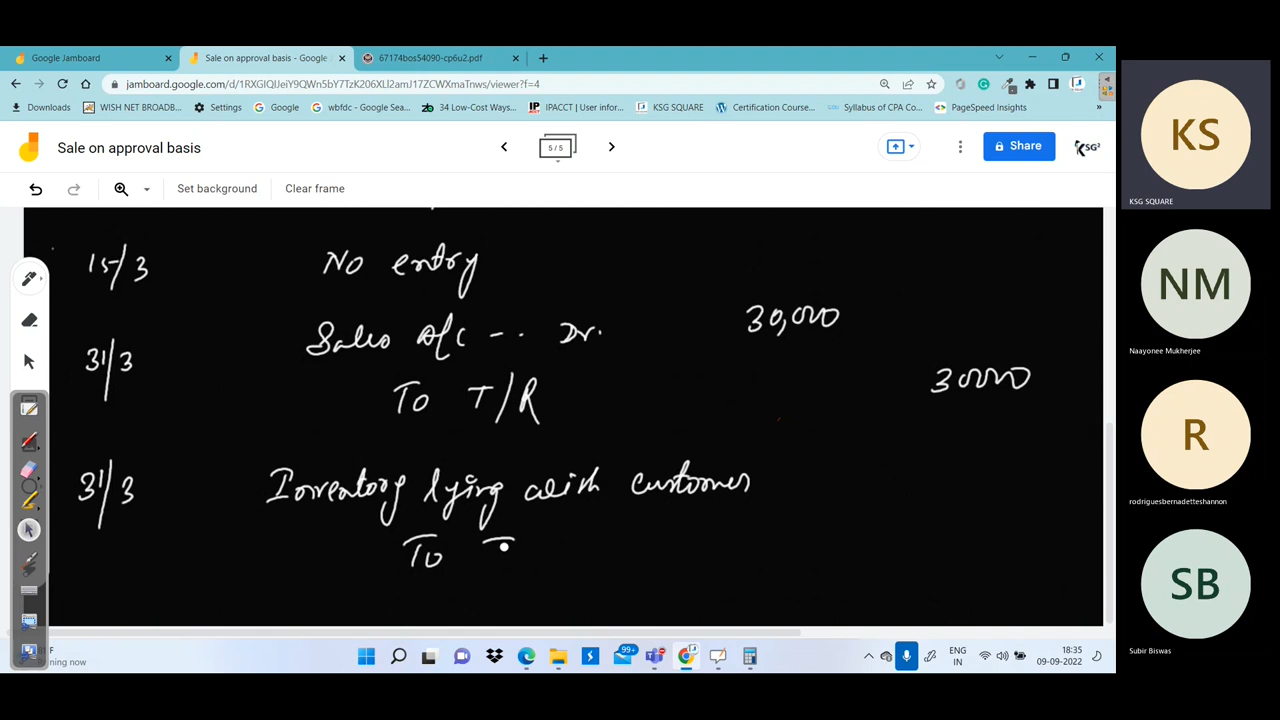 Google Jamboard
Sale on approval basis - Google
67174bos54090-cp6u2.pdf
jamboard.google.com/d/1RXGIQIJeiY9QWn5bY7TzK206XLl2amJ17ZCWXmaTnws/viewer?f=4
Downloads WISH NET BROADB... Settings Google wbfdc - Google Sea... 34 Low-Cost Ways... IPACCT | User infor... KSG SQUARE Certification Course... Syllabus of CPA Co... PageSpeed Insights
Sale on approval basis
5 / 5
Share
KSG²
Set background Clear frame
15/3 No entry
31/3 Sales A/c -- Dr. 30,000
To T/R 30000
31/3 Inventory lying with customer
To T
KS
KSG SQUARE
NM
Naayonee Mukherjee
R
rodriguesbernadetteshannon
SB
Subir Biswas
99+
ENG
IN
18:35
09-09-2022